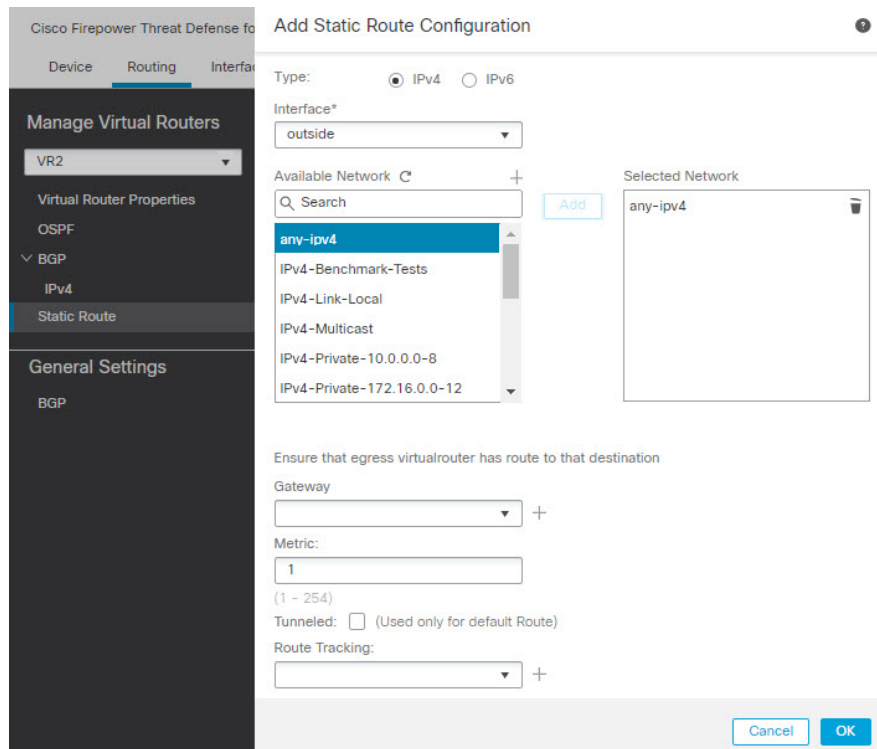 Cisco Firepower Threat Defense fo
Device Routing Interfa
Manage Virtual Routers
VR2
Virtual Router Properties
OSPF
BGP
IPv4
Static Route
General Settings
BGP
Add Static Route Configuration
?
Type: IPv4 IPv6
Interface*
outside
Available Network +
Search
Add
any-ipv4
IPv4-Benchmark-Tests
IPv4-Link-Local
IPv4-Multicast
IPv4-Private-10.0.0.0-8
IPv4-Private-172.16.0.0-12
Selected Network
any-ipv4
Ensure that egress virtualrouter has route to that destination
Gateway
+
Metric:
1
(1 - 254)
Tunneled: (Used only for default Route)
Route Tracking:
+
Cancel OK